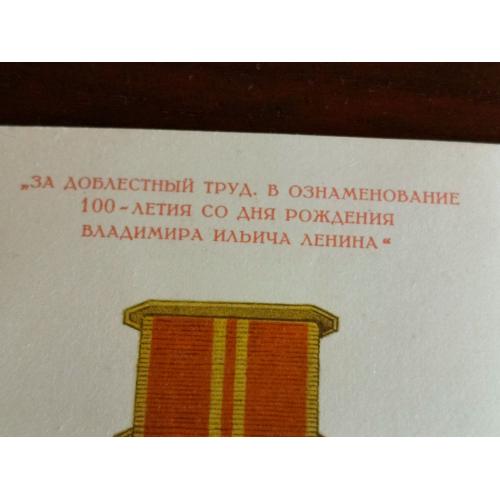 „ЗА ДОБЛЕСТНЫЙ ТРУД. В ОЗНАМЕНОВАНИЕ
100-ЛЕТИЯ СО ДНЯ РОЖДЕНИЯ
ВЛАДИМИРА ИЛЬИЧА ЛЕНИНА“